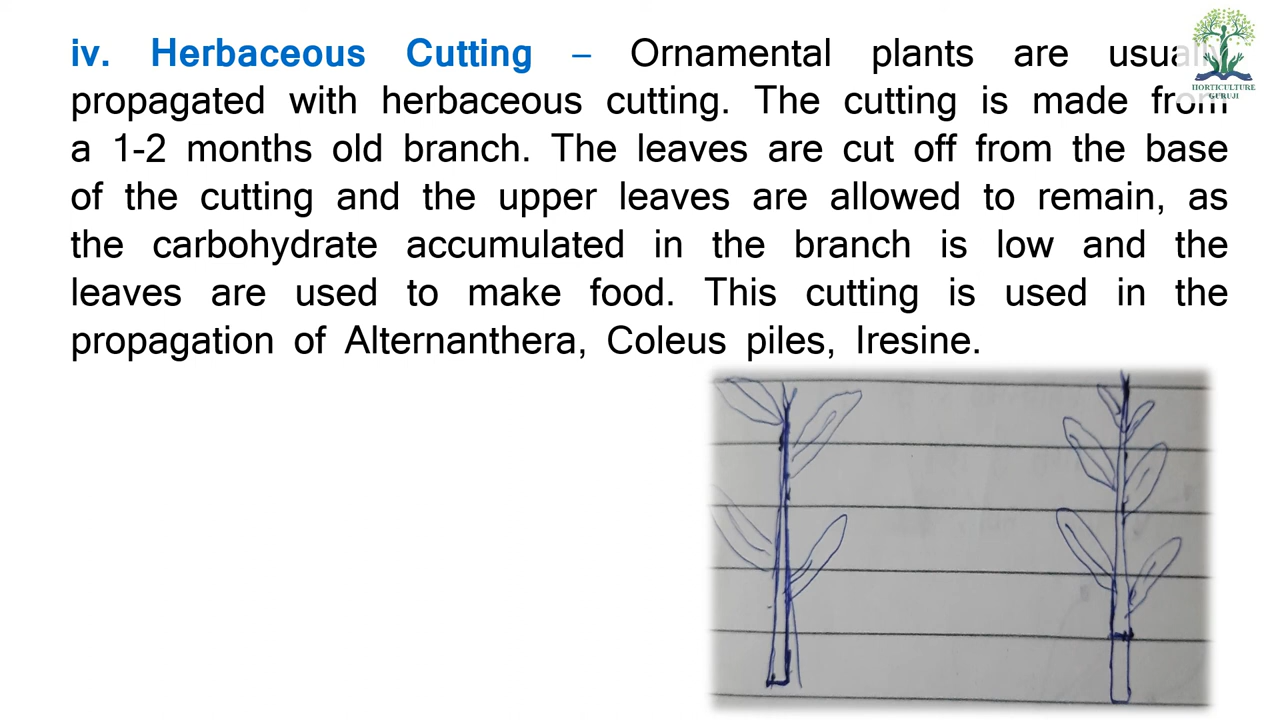 iv. Herbaceous Cutting – Ornamental plants are usually
propagated with herbaceous cutting. The cutting is made from
a 1-2 months old branch. The leaves are cut off from the base
of the cutting and the upper leaves are allowed to remain, as
the carbohydrate accumulated in the branch is low and the
leaves are used to make food. This cutting is used in the
propagation of Alternanthera, Coleus piles, Iresine.
HORTICULTURE
GURUJI